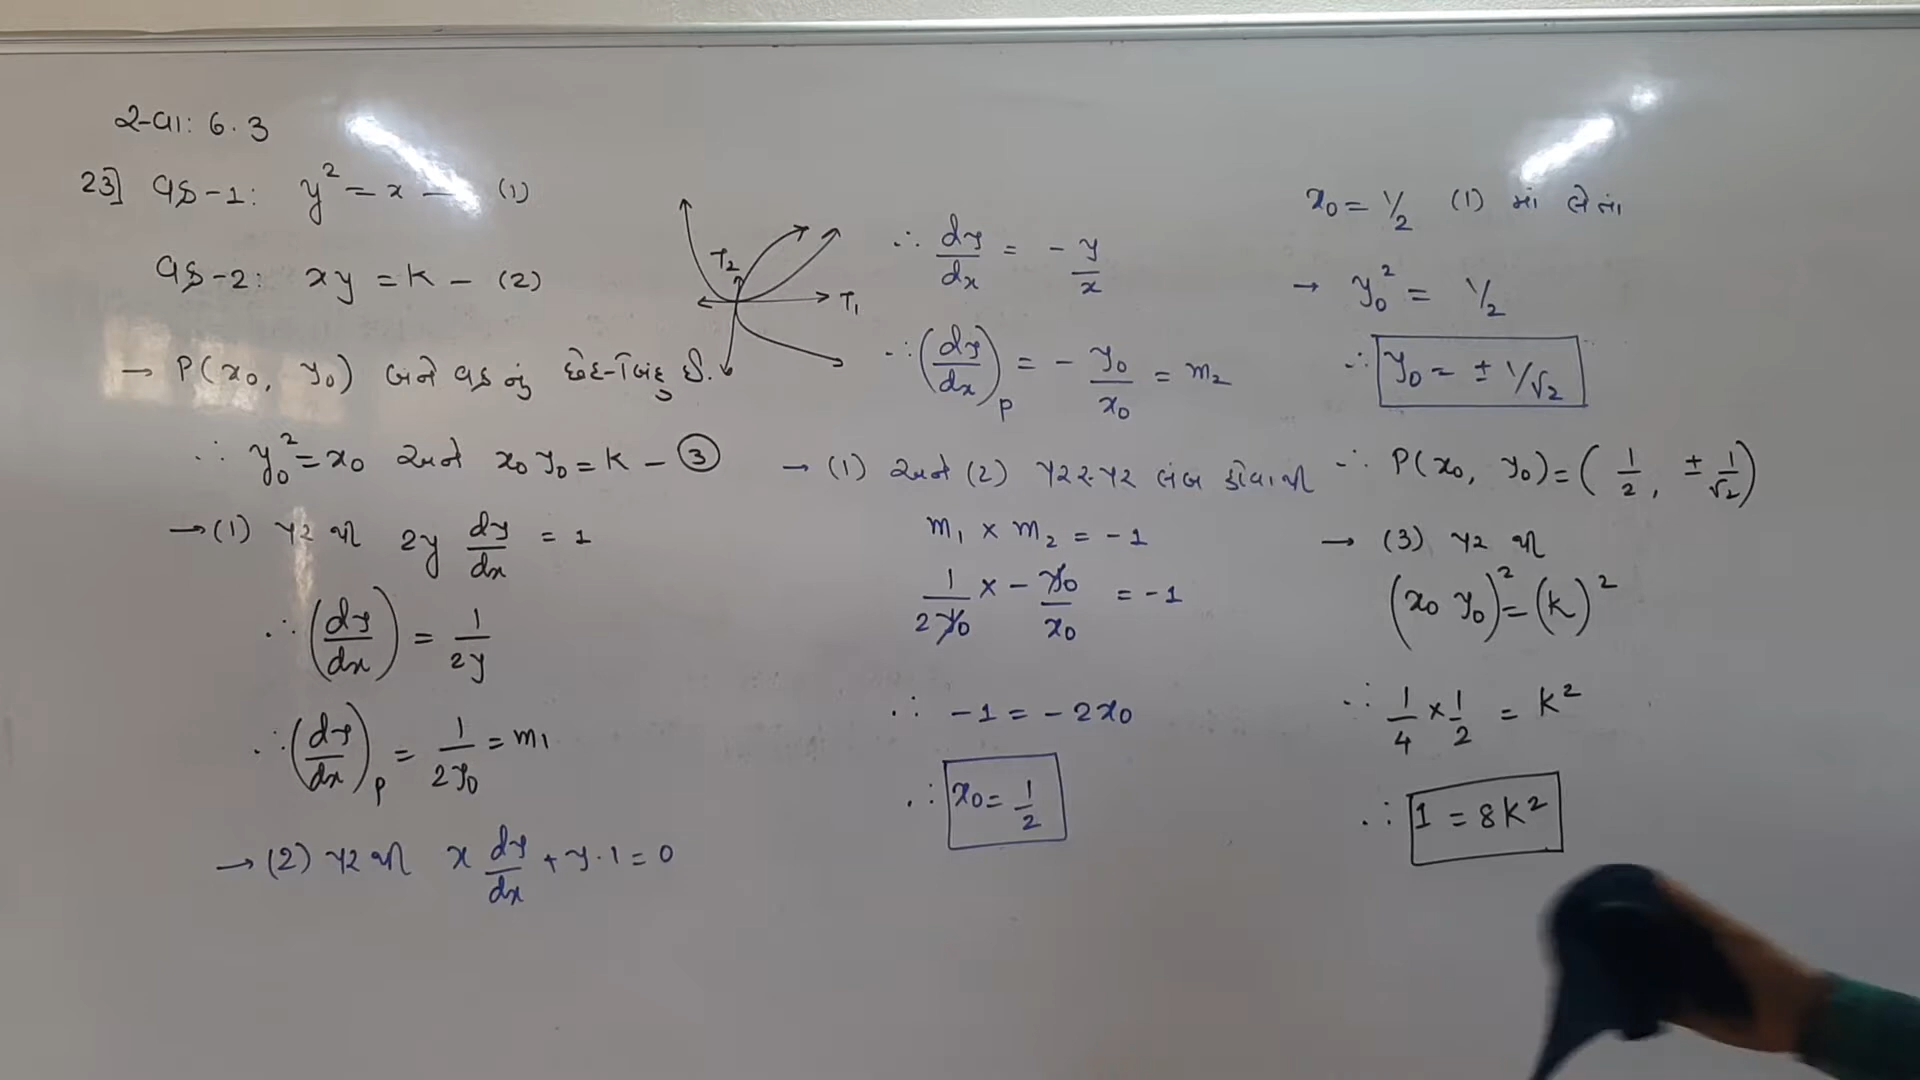 સ્વા: 6.3
23] વક્ર-1: y² = x — (1)
વક્ર-2: xy = k — (2)
→ P(x₀, y₀) બંને વક્રનું છેદબિંદુ છે.
∴ y₀² = x₀ અને x₀ y₀ = k — ③
→ (1) પરથી 2y dy/dx = 1
∴ (dy/dx) = 1/2y
∴ (dy/dx)ₚ = 1/2y₀ = m₁
→ (2) પરથી x dy/dx + y·1 = 0
T₂
T₁
∴ dy/dx = - y/x
∴ (dy/dx)ₚ = - y₀/x₀ = m₂
→ (1) અને (2) પરસ્પર લંબ હોવાથી
m₁ × m₂ = -1
1/2y₀ × - y₀/x₀ = -1
∴ -1 = -2x₀
∴ x₀ = 1/2
x₀ = 1/2 (1) માં લેતા
→ y₀² = 1/2
∴ y₀ = ± 1/√2
∴ P(x₀, y₀) = (1/2, ± 1/√2)
→ (3) પરથી
(x₀ y₀)² = (k)²
∴ 1/4 × 1/2 = k²
∴ 1 = 8k²